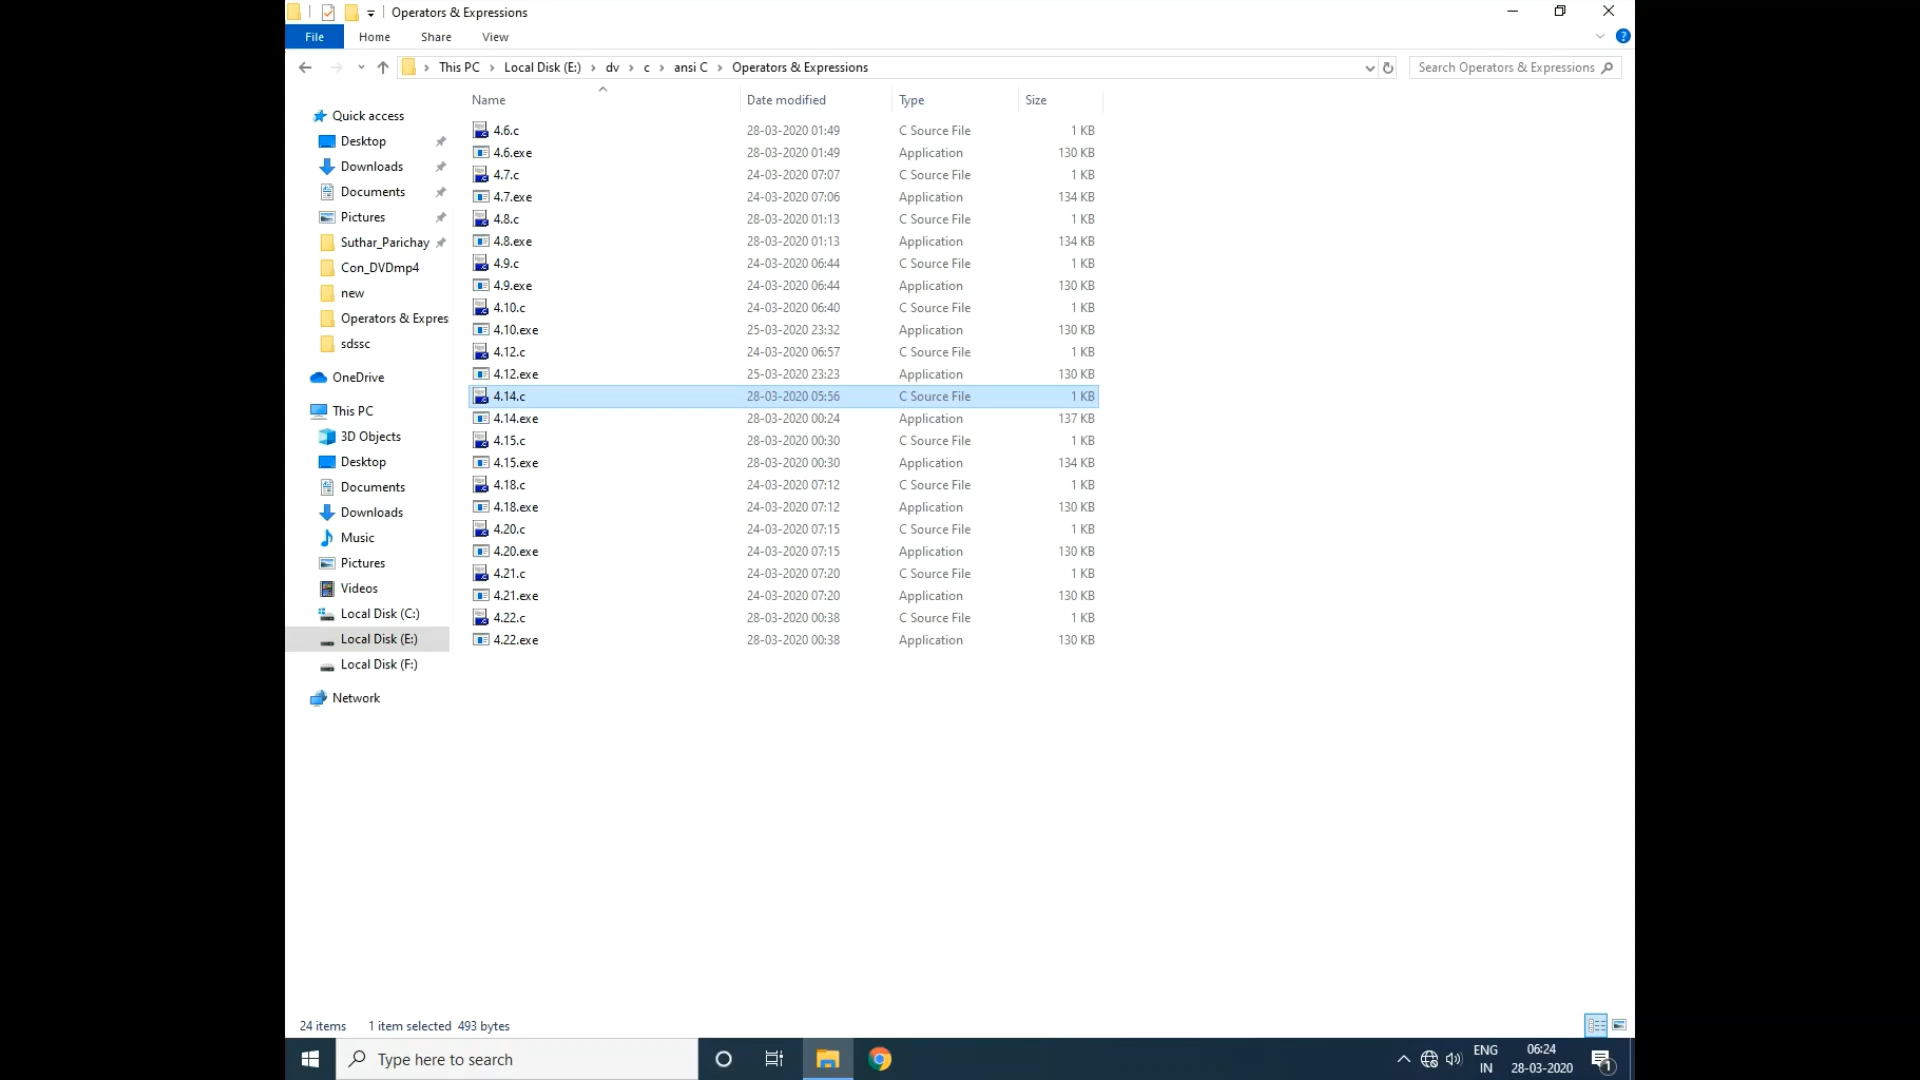 Operators & Expressions
File Home Share View
This PC Local Disk (E:) dv c ansi C Operators & Expressions
Search Operators & Expressions
Name Date modified Type Size
Quick access
Desktop
Downloads
Documents
Pictures
Suthar_Parichay
Con_DVDmp4
new
Operators & Expres
sdssc
OneDrive
This PC
3D Objects
Desktop
Documents
Downloads
Music
Pictures
Videos
Local Disk (C:)
Local Disk (E:)
Local Disk (F:)
Network
4.6.c 28-03-2020 01:49 C Source File 1 KB
4.6.exe 28-03-2020 01:49 Application 130 KB
4.7.c 24-03-2020 07:07 C Source File 1 KB
4.7.exe 24-03-2020 07:06 Application 134 KB
4.8.c 28-03-2020 01:13 C Source File 1 KB
4.8.exe 28-03-2020 01:13 Application 134 KB
4.9.c 24-03-2020 06:44 C Source File 1 KB
4.9.exe 24-03-2020 06:44 Application 130 KB
4.10.c 24-03-2020 06:40 C Source File 1 KB
4.10.exe 25-03-2020 23:32 Application 130 KB
4.12.c 24-03-2020 06:57 C Source File 1 KB
4.12.exe 25-03-2020 23:23 Application 130 KB
4.14.c 28-03-2020 05:56 C Source File 1 KB
4.14.exe 28-03-2020 00:24 Application 137 KB
4.15.c 28-03-2020 00:30 C Source File 1 KB
4.15.exe 28-03-2020 00:30 Application 134 KB
4.18.c 24-03-2020 07:12 C Source File 1 KB
4.18.exe 24-03-2020 07:12 Application 130 KB
4.20.c 24-03-2020 07:15 C Source File 1 KB
4.20.exe 24-03-2020 07:15 Application 130 KB
4.21.c 24-03-2020 07:20 C Source File 1 KB
4.21.exe 24-03-2020 07:20 Application 130 KB
4.22.c 28-03-2020 00:38 C Source File 1 KB
4.22.exe 28-03-2020 00:38 Application 130 KB
24 items 1 item selected 493 bytes
Type here to search
ENG
IN
06:24
28-03-2020
1